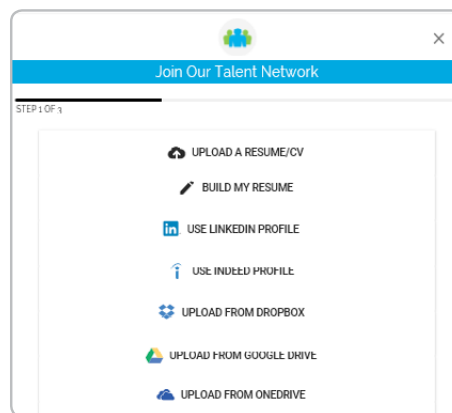 Join Our Talent Network
STEP 1 OF 3
UPLOAD A RESUME/CV
BUILD MY RESUME
in USE LINKEDIN PROFILE
USE INDEED PROFILE
UPLOAD FROM DROPBOX
UPLOAD FROM GOOGLE DRIVE
UPLOAD FROM ONEDRIVE